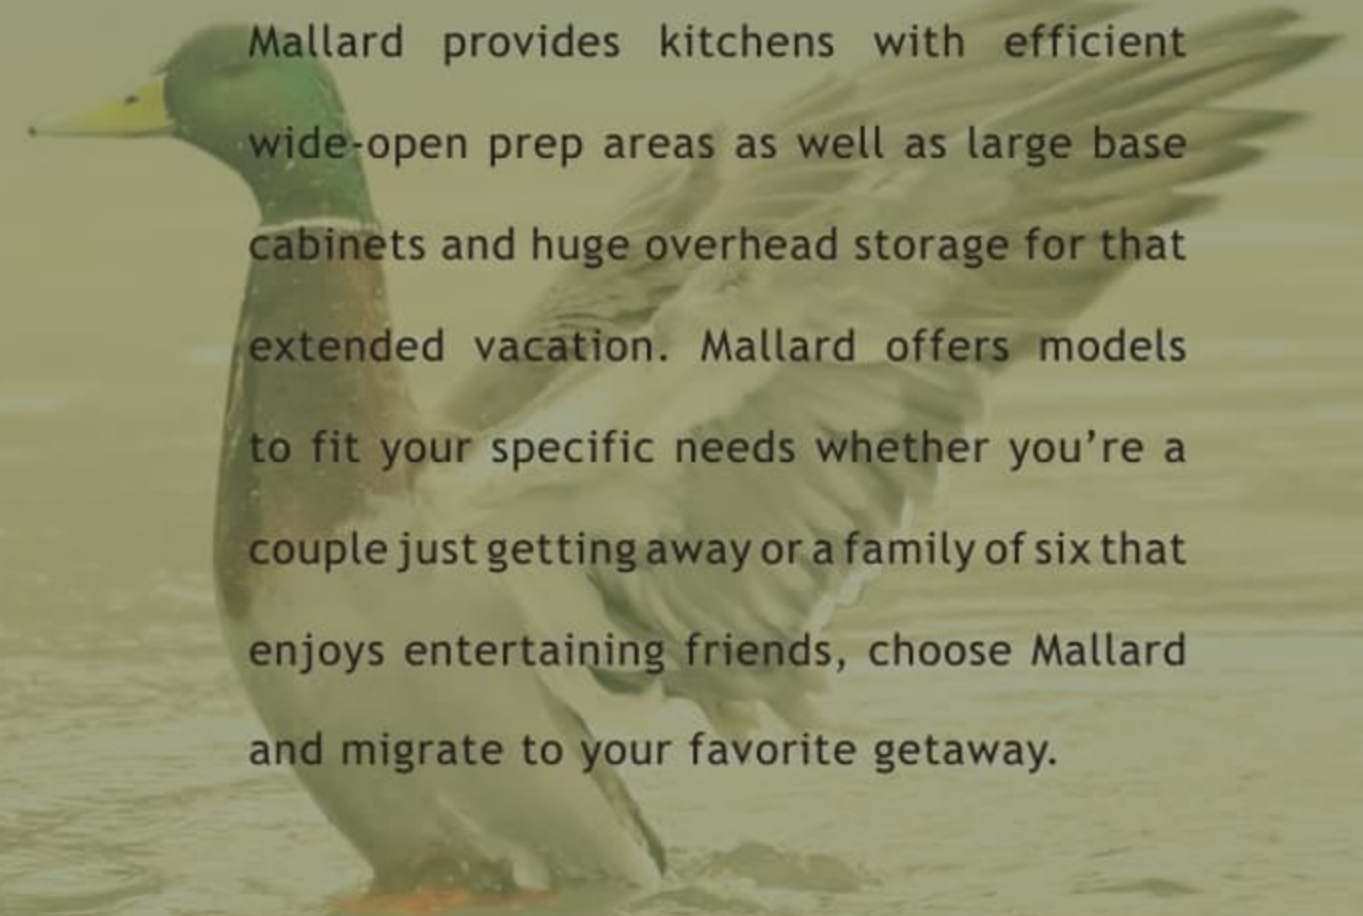 Mallard provides kitchens with efficient
wide-open prep areas as well as large base
cabinets and huge overhead storage for that
extended vacation. Mallard offers models
to fit your specific needs whether you’re a
couple just getting away or a family of six that
enjoys entertaining friends, choose Mallard
and migrate to your favorite getaway.